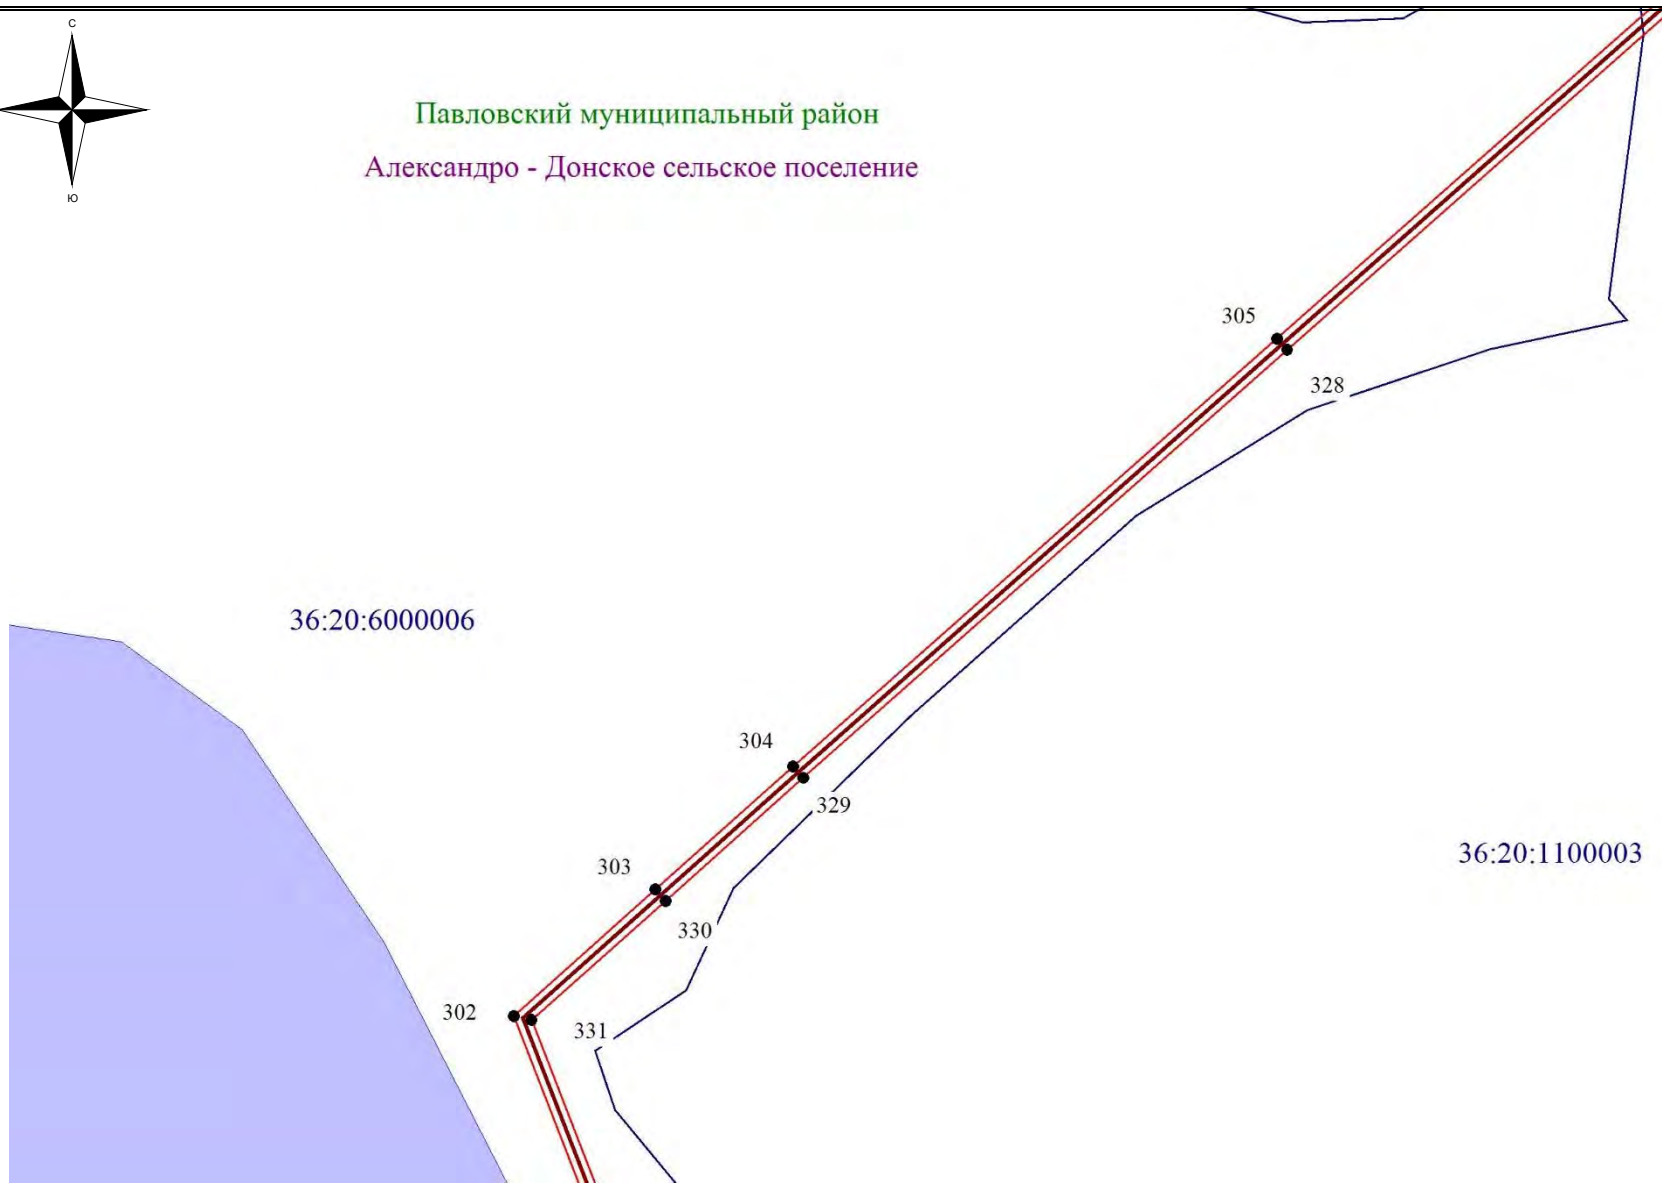 С
Ю
Павловский муниципальный район
Александро - Донское сельское поселение
305
328
36:20:6000006
304
329
36:20:1100003
303
330
302
331